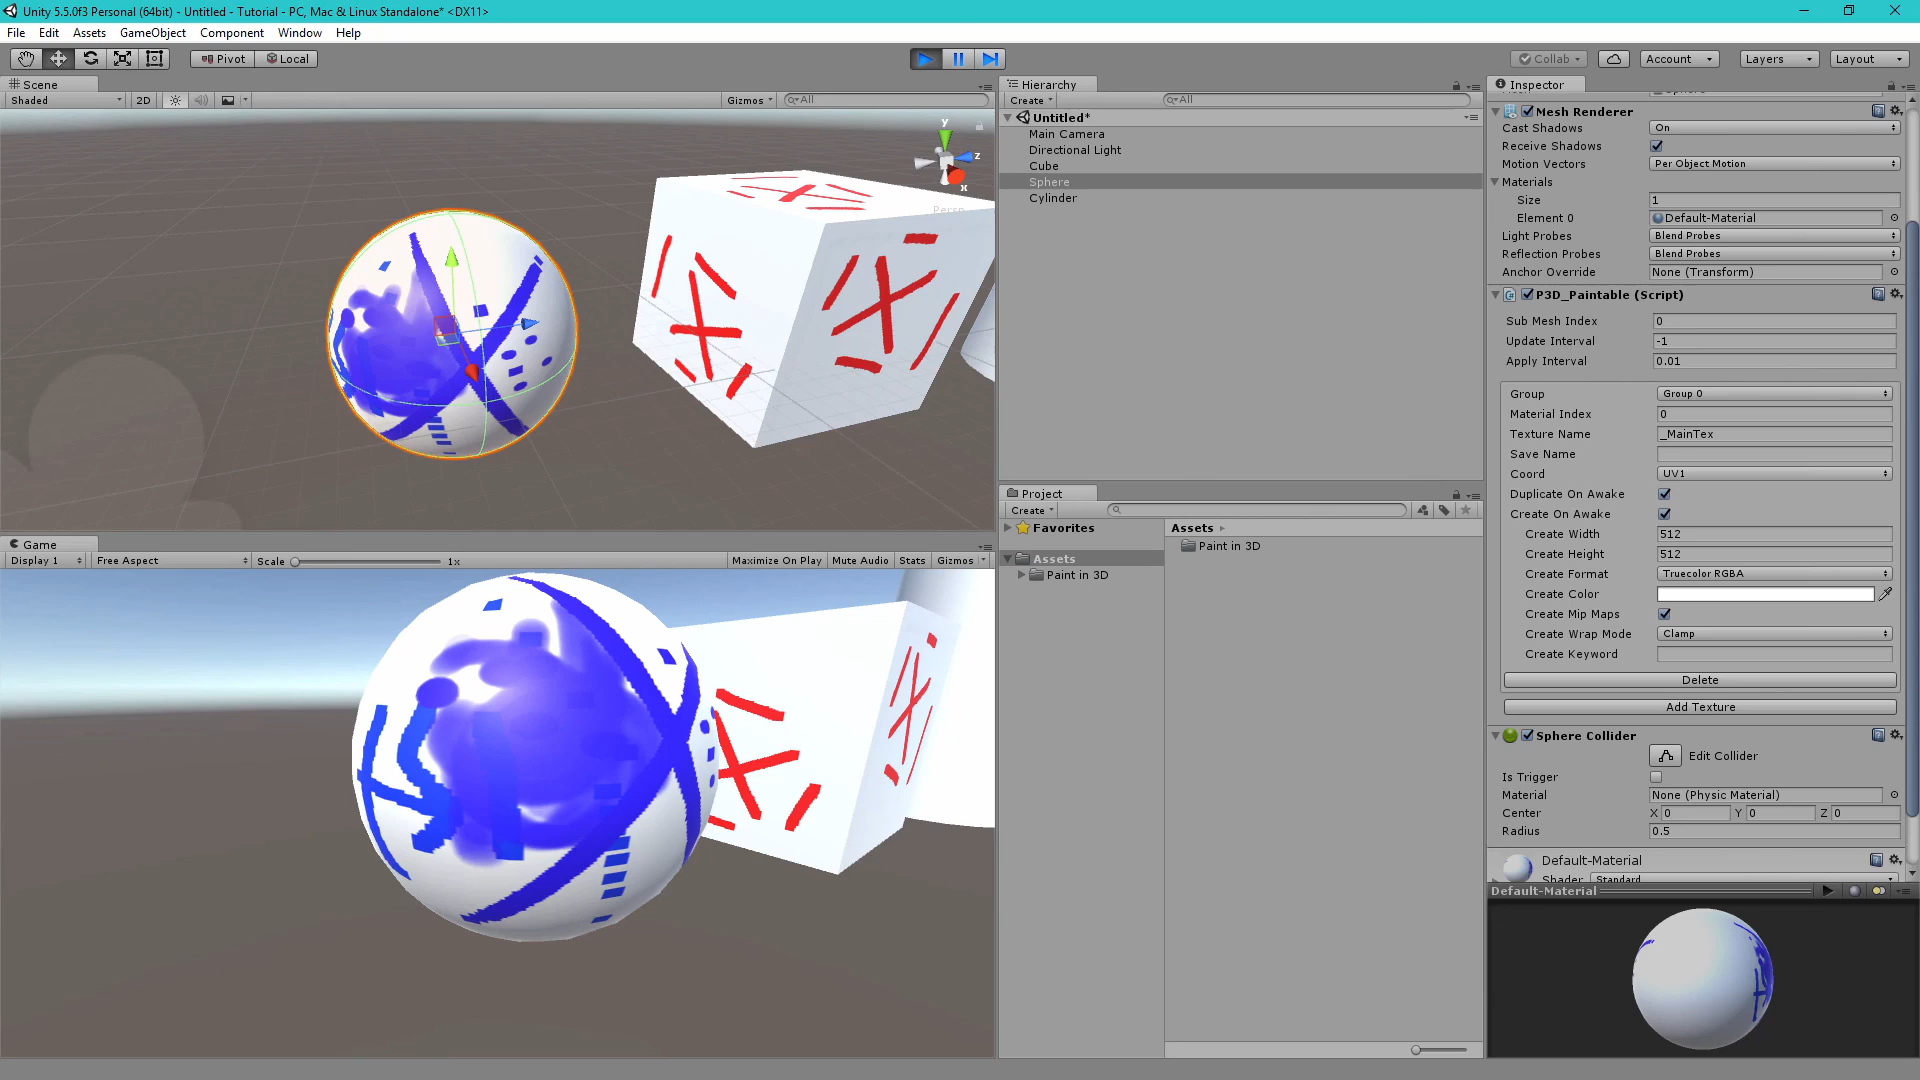 Unity 5.5.0f3 Personal (64bit) - Untitled - Tutorial - PC, Mac & Linux Standalone* <DX11>
File Edit Assets GameObject Component Window Help
Pivot Local Collab Account Layers Layout
Scene
Shaded 2D Gizmos All
y
z
x
Persp
Game
Display 1 Free Aspect Scale 1x Maximize On Play Mute Audio Stats Gizmos
Hierarchy
Create All
Untitled*
Main Camera
Directional Light
Cube
Sphere
Cylinder
Project
Create
Favorites
Assets
Paint in 3D
Assets
Paint in 3D
Inspector
Mesh Renderer
Cast Shadows On
Receive Shadows
Motion Vectors Per Object Motion
Materials
Size 1
Element 0 Default-Material
Light Probes Blend Probes
Reflection Probes Blend Probes
Anchor Override None (Transform)
P3D_Paintable (Script)
Sub Mesh Index 0
Update Interval -1
Apply Interval 0.01
Group Group 0
Material Index 0
Texture Name _MainTex
Save Name
Coord UV1
Duplicate On Awake
Create On Awake
Create Width 512
Create Height 512
Create Format Truecolor RGBA
Create Color
Create Mip Maps
Create Wrap Mode Clamp
Create Keyword
Delete
Add Texture
Sphere Collider
Edit Collider
Is Trigger
Material None (Physic Material)
Center X 0 Y 0 Z 0
Radius 0.5
Default-Material
Shader Standard
Default-Material